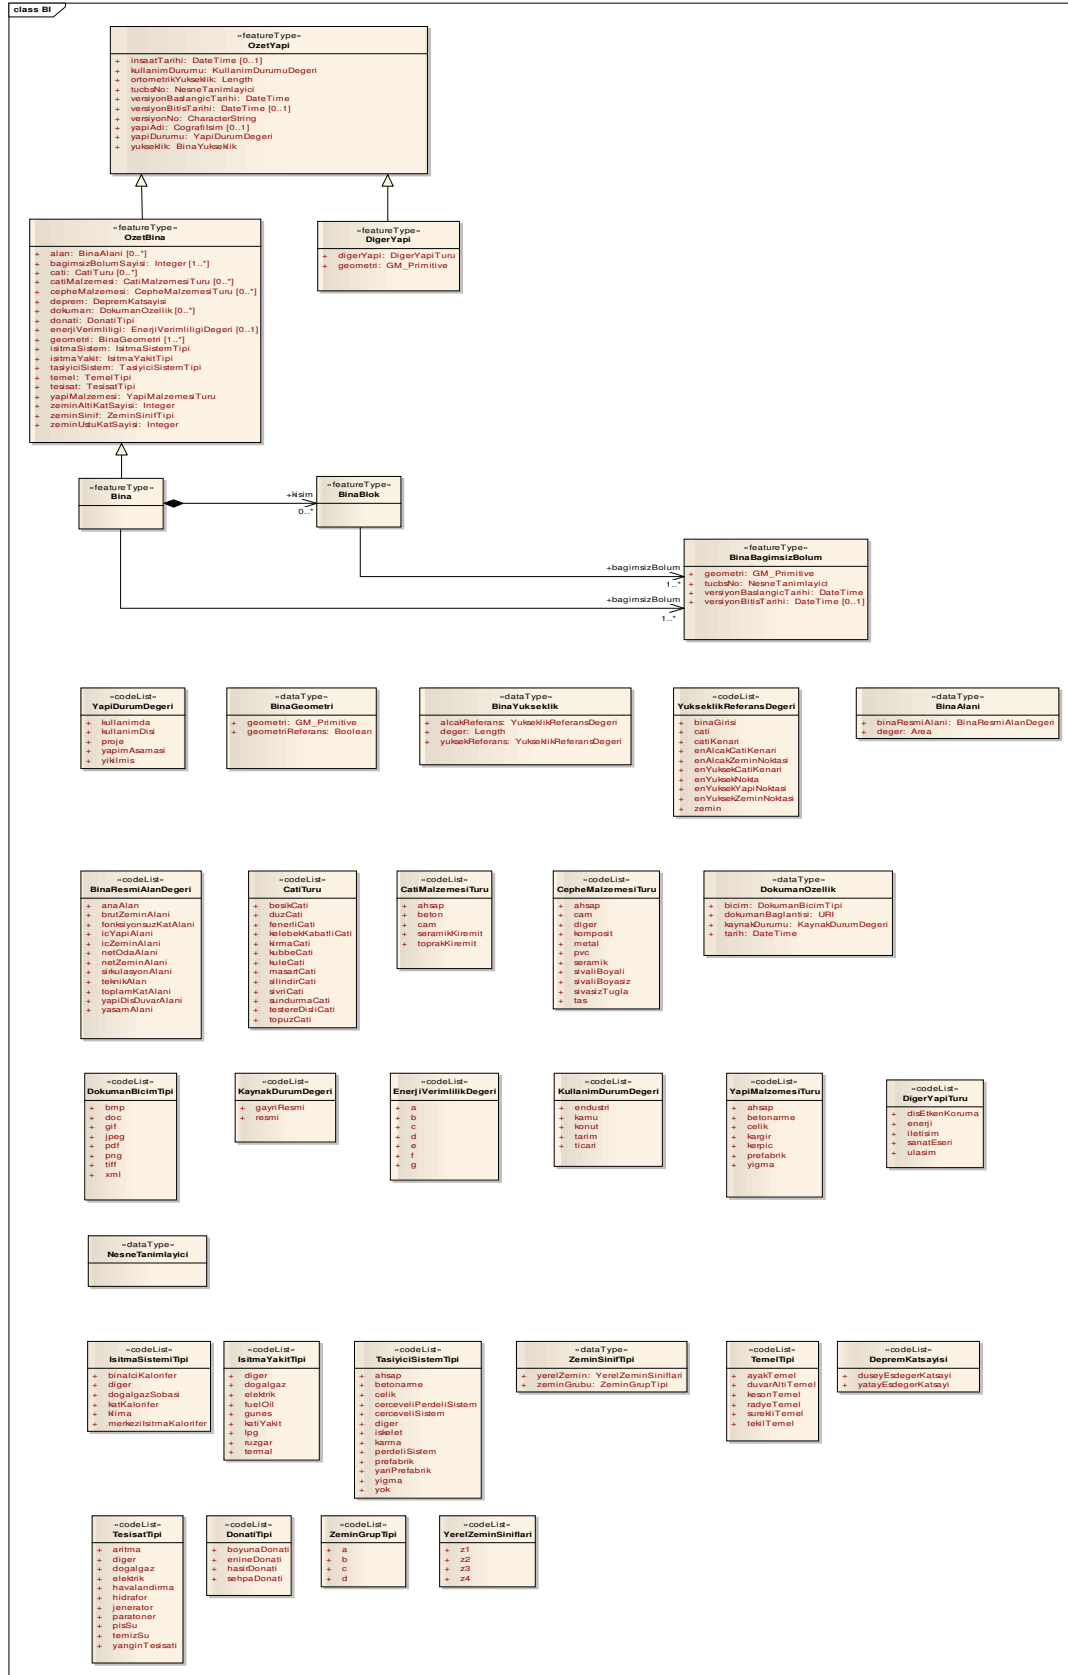 class BI
«featureType»
OzetYapi
+ insaatTarihi: DateTime [0..1]
+ kullanimDurumu: KullanimDurumuDegeri
+ ortometrikYukseklik: Length
+ tucbsNo: NesneTanimlayici
+ versiyonBaslangicTarihi: DateTime
+ versiyonBitisTarihi: DateTime [0..1]
+ versiyonNo: CharacterString
+ yapiAdi: CografiIsim [0..1]
+ yapiDurumu: YapiDurumDegeri
+ yukseklik: BinaYukseklik
«featureType»
OzetBina
+ alan: BinaAlani [0..*]
+ bagimsizBolumSayisi: Integer [1..*]
+ cati: CatiTuru [0..*]
+ catiMalzemesi: CatiMalzemesiTuru [0..*]
+ cepheMalzemesi: CepheMalzemesiTuru [0..*]
+ deprem: DepremKatsayisi
+ dokuman: DokumanOzellik [0..*]
+ donati: DonatiTipi
+ enerjiVerimliligi: EnerjiVerimliligiDegeri [0..1]
+ geometri: BinaGeometri [1..*]
+ isitmaSistem: IsitmaSistemTipi
+ isitmaYakit: IsitmaYakitTipi
+ tasiyiciSistem: TasiyiciSistemTipi
+ temel: TemelTipi
+ tesisat: TesisatTipi
+ yapiMalzemesi: YapiMalzemesiTuru
+ zeminAltiKatSayisi: Integer
+ zeminSinif: ZeminSinifTipi
+ zeminUstuKatSayisi: Integer
«featureType»
DigerYapi
+ digerYapi: DigerYapiTuru
+ geometri: GM_Primitive
«featureType»
Bina
+kisim
0..*
«featureType»
BinaBlok
+bagimsizBolum
1..*
+bagimsizBolum
1..*
«featureType»
BinaBagimsizBolum
+ geometri: GM_Primitive
+ tucbsNo: NesneTanimlayici
+ versiyonBaslangicTarihi: DateTime
+ versiyonBitisTarihi: DateTime [0..1]
«codeList»
YapiDurumDegeri
+ kullanimda
+ kullanimDisi
+ proje
+ yapimAsamasi
+ yikilmis
«dataType»
BinaGeometri
+ geometri: GM_Primitive
+ geometriReferans: Boolean
«dataType»
BinaYukseklik
+ alcakReferans: YukseklikReferansDegeri
+ deger: Length
+ yuksekReferans: YukseklikReferansDegeri
«codeList»
YukseklikReferansDegeri
+ binaGirisi
+ cati
+ catiKenari
+ enAlcakCatiKenari
+ enAlcakZeminNoktasi
+ enYuksekCatiKenari
+ enYuksekNokta
+ enYuksekYapiNoktasi
+ enYuksekZeminNoktasi
+ zemin
«dataType»
BinaAlani
+ binaResmiAlani: BinaResmiAlanDegeri
+ deger: Area
«codeList»
BinaResmiAlanDegeri
+ anaAlan
+ brutZeminAlani
+ fonksiyonsuzKatAlani
+ icYapiAlani
+ icZeminAlani
+ netOdaAlani
+ netZeminAlani
+ sirkulasyonAlani
+ teknikAlan
+ toplamKatAlani
+ yapiDisDuvarAlani
+ yasamAlani
«codeList»
CatiTuru
+ besikCati
+ duzCati
+ fenerliCati
+ kelebekKabatliCati
+ kirmaCati
+ kubbeCati
+ kuleCati
+ masartCati
+ silindirCati
+ sivriCati
+ sundurmaCati
+ testereDisliCati
+ topuzCati
«codeList»
CatiMalzemesiTuru
+ ahsap
+ beton
+ cam
+ seramikKiremit
+ toprakKiremit
«codeList»
CepheMalzemesiTuru
+ ahsap
+ cam
+ diger
+ komposit
+ metal
+ pvc
+ seramik
+ sivaliBoyali
+ sivaliBoyasiz
+ sivasizTugla
+ tas
«dataType»
DokumanOzellik
+ bicim: DokumanBicimTipi
+ dokumanBaglantisi: URI
+ kaynakDurumu: KaynakDurumDegeri
+ tarih: DateTime
«codeList»
DokumanBicimTipi
+ bmp
+ doc
+ gif
+ jpeg
+ pdf
+ png
+ tiff
+ xml
«codeList»
KaynakDurumDegeri
+ gayriResmi
+ resmi
«codeList»
EnerjiVerimlilikDegeri
+ a
+ b
+ c
+ d
+ e
+ f
+ g
«codeList»
KullanimDurumDegeri
+ endustri
+ kamu
+ konut
+ tarim
+ ticari
«codeList»
YapiMalzemesiTuru
+ ahsap
+ betonarme
+ celik
+ kargir
+ kerpic
+ prefabrik
+ yigma
«codeList»
DigerYapiTuru
+ disEtkenKoruma
+ enerji
+ iletisim
+ sanatEseri
+ ulasim
«dataType»
NesneTanimlayici
«codeList»
IsitmaSistemiTipi
+ binaIciKalorifer
+ diger
+ dogalgazSobasi
+ katKalorifer
+ klima
+ merkeziIsitmaKalorifer
«codeList»
IsitmaYakitTipi
+ diger
+ dogalgaz
+ elektrik
+ fuelOil
+ gunes
+ katiYakit
+ lpg
+ ruzgar
+ termal
«codeList»
TasiyiciSistemTipi
+ ahsap
+ betonarme
+ celik
+ cerceveliPerdeliSistem
+ cerceveliSistem
+ diger
+ iskelet
+ karma
+ perdeliSistem
+ prefabrik
+ yariPrefabrik
+ yigma
+ yok
«dataType»
ZeminSinifTipi
+ yerelZemin: YerelZeminSiniflari
+ zeminGrubu: ZeminGrupTipi
«codeList»
TemelTipi
+ ayakTemel
+ duvarAltiTemel
+ kesonTemel
+ radyeTemel
+ surekliTemel
+ tekilTemel
«codeList»
DepremKatsayisi
+ duseyEsdegerKatsayi
+ yatayEsdegerKatsayi
«codeList»
TesisatTipi
+ aritma
+ diger
+ dogalgaz
+ elektrik
+ havalandirma
+ hidrafor
+ jenerator
+ paratoner
+ pisSu
+ temizSu
+ yanginTesisati
«codeList»
DonatiTipi
+ boyunaDonati
+ enineDonati
+ hasirDonati
+ sehpaDonati
«codeList»
ZeminGrupTipi
+ a
+ b
+ c
+ d
«codeList»
YerelZeminSiniflari
+ z1
+ z2
+ z3
+ z4